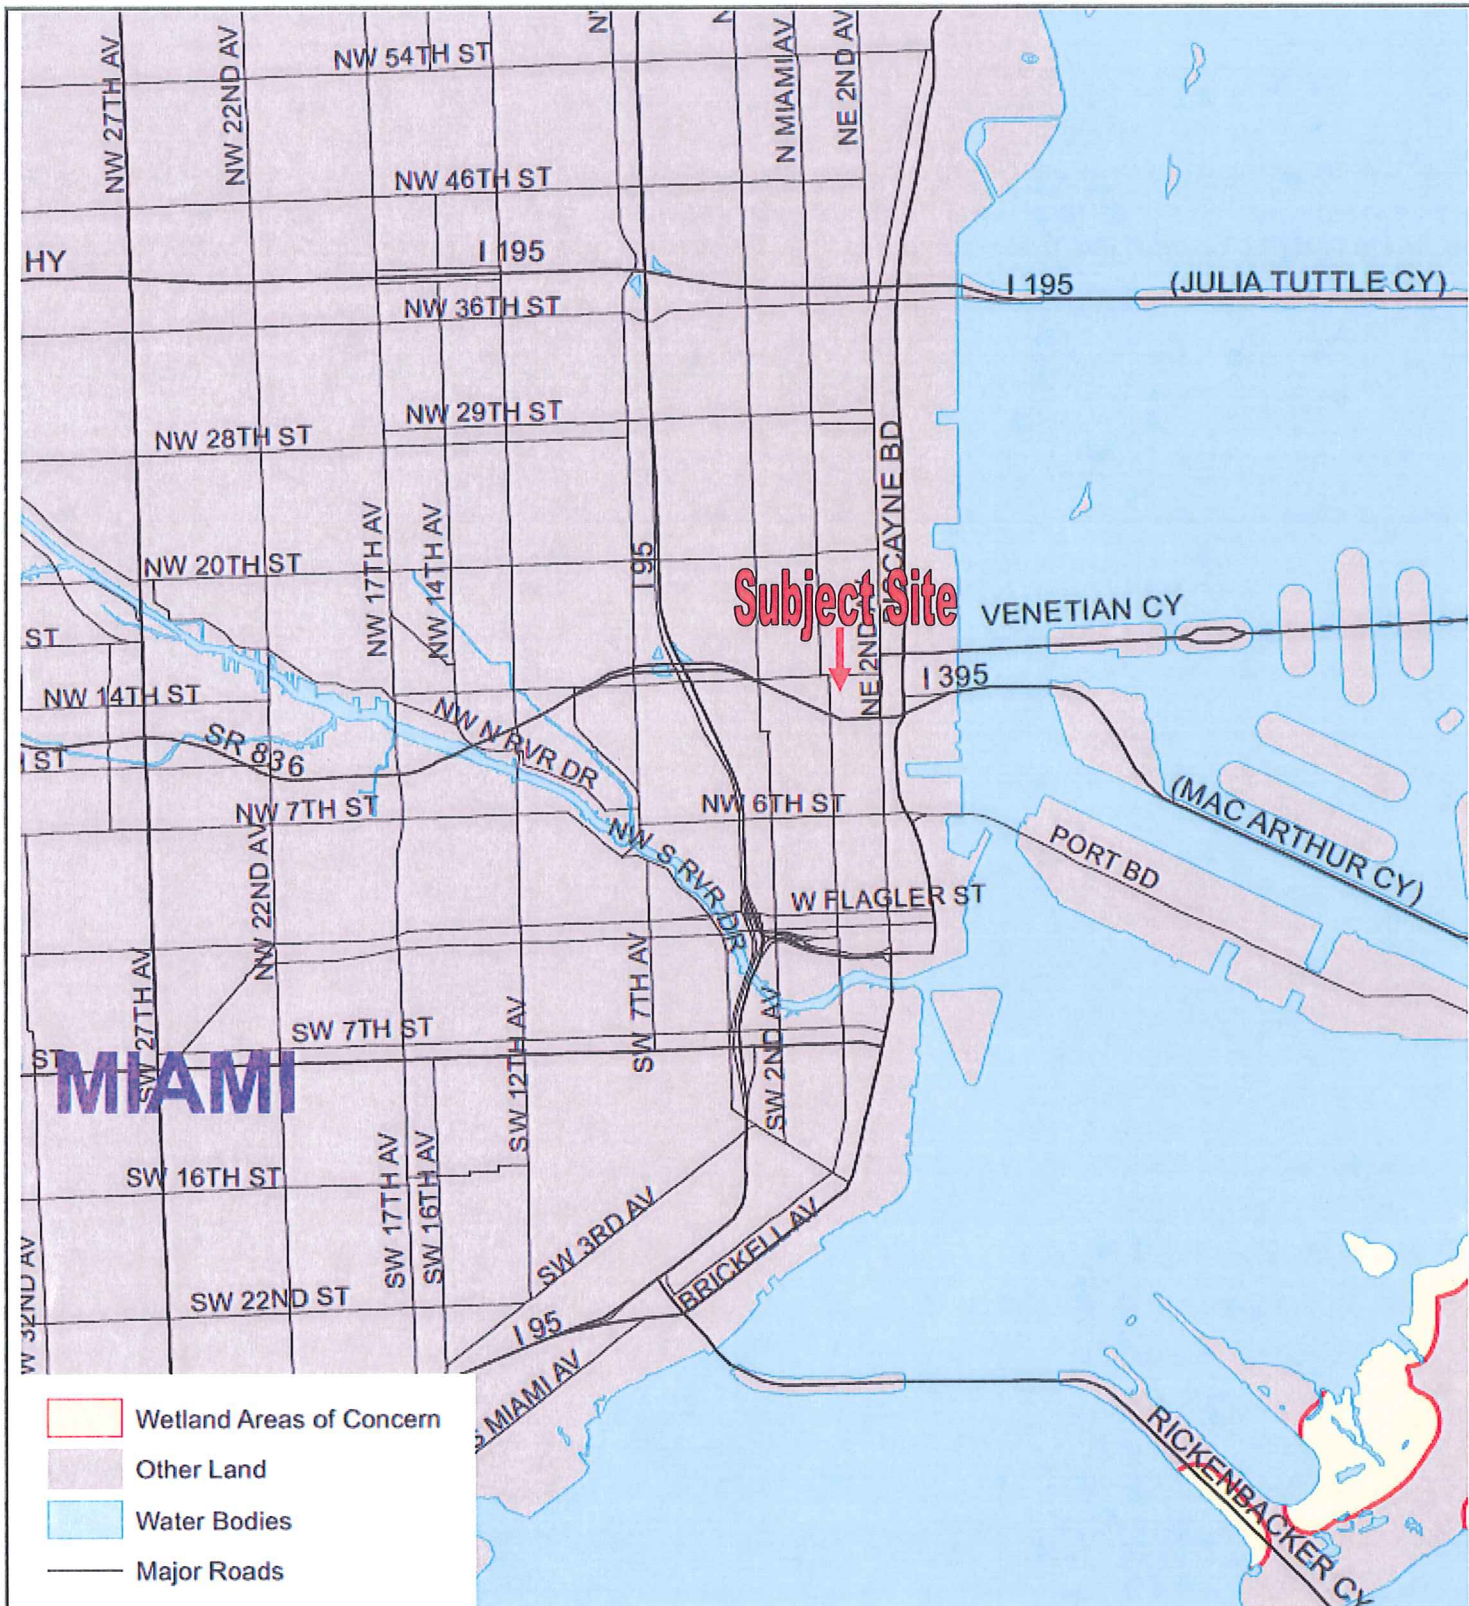 NW 54TH ST
NW 27TH AV
NW 22ND AV
N MIAMI AV
NE 2ND AV
NW 46TH ST
HY
I 195
I 195
(JULIA TUTTLE CY)
NW 36TH ST
NW 29TH ST
NW 28TH ST
NW 17TH AV
NW 14TH AV
I 95
NW 20TH ST
Subject Site
VENETIAN CY
ST
NE 2ND AV
I 395
NW 14TH ST
NW N RVR DR
SR 836
ST
NW 7TH ST
NW 6TH ST
(MAC ARTHUR CY)
NW S RVR DR
PORT BD
NW 22ND AV
W FLAGLER ST
SW 27TH AV
SW 7TH AV
SW 2ND AV
SW 12TH AV
SW 7TH ST
ST
MIAMI
SW 16TH ST
SW 17TH AV
SW 16TH AV
SW 3RD AV
BRICKELL AV
W 32ND AV
SW 22ND ST
I 95
MIAMI AV
RICKENBACKER CY
Wetland Areas of Concern
Other Land
Water Bodies
Major Roads